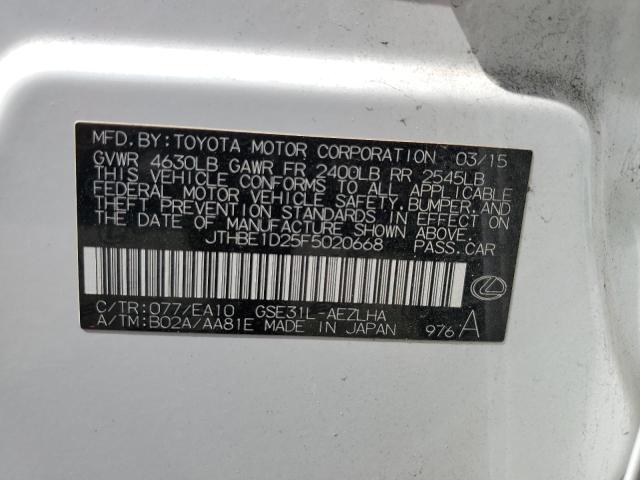 MFD. BY: TOYOTA MOTOR CORPORATION 03/15
GVWR 4630LB GAWR FR 2400LB RR 2545LB
THIS VEHICLE CONFORMS TO ALL APPLICABLE
FEDERAL MOTOR VEHICLE SAFETY, BUMPER, AND
THEFT PREVENTION STANDARDS IN EFFECT ON
THE DATE OF MANUFACTURE SHOWN ABOVE.
JTHBE1D25F5020668 PASS. CAR
C/TR: 077/EA10 GSE31L-AEZLHA
A/TM: B02A/AA81E MADE IN JAPAN 976 A